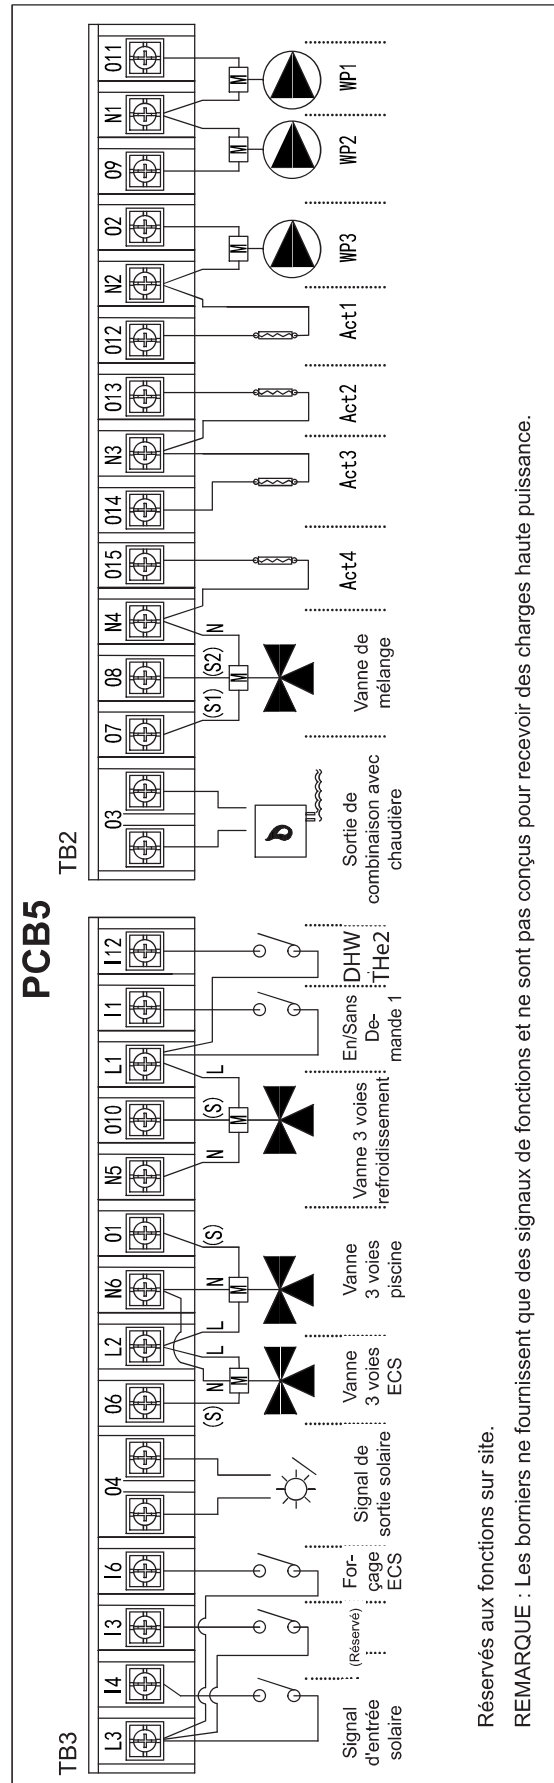 PCB5
TB3
L3
I4
I3
I6
04
06
L2
N6
01
N5
010
L1
I1
I12
(S)
N
L
L
N
(S)
N
(S)
L
Signal
d'entrée
solaire
(Réservé)
For-
çage
ECS
Signal de
sortie solaire
Vanne
3 voies
ECS
Vanne
3 voies
piscine
Vanne 3 voies
refroidissement
En/Sans
De-
mande 1
DHW
THe2
M
M
M
TB2
03
07
08
N4
015
014
N3
013
012
N2
02
09
N1
011
(S1)
(S2)
N
M
M
M
M
Sortie de
combinaison avec
chaudière
Vanne de
mélange
Act4
Act3
Act2
Act1
WP3
WP2
WP1
Réservés aux fonctions sur site.
REMARQUE : Les borniers ne fournissent que des signaux de fonctions et ne sont pas conçus pour recevoir des charges haute puissance.